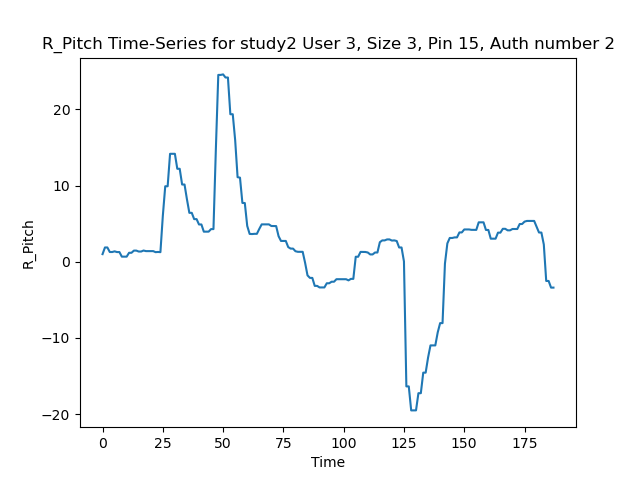 R_Pitch Time-Series for study2 User 3, Size 3, Pin 15, Auth number 2
20
10
0
−10
−20
R_Pitch
0 25 50 75 100 125 150 175
Time